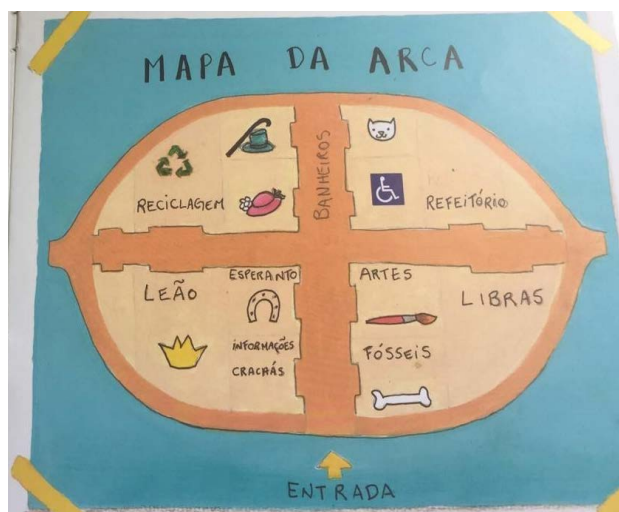 MAPA DA ARCA
BANHEIROS
RECICLAGEM
REFEITÓRIO
LEÃO
ESPERANTO
INFORMAÇÕES
CRACHÁS
ARTES
FÓSSEIS
LIBRAS
ENTRADA